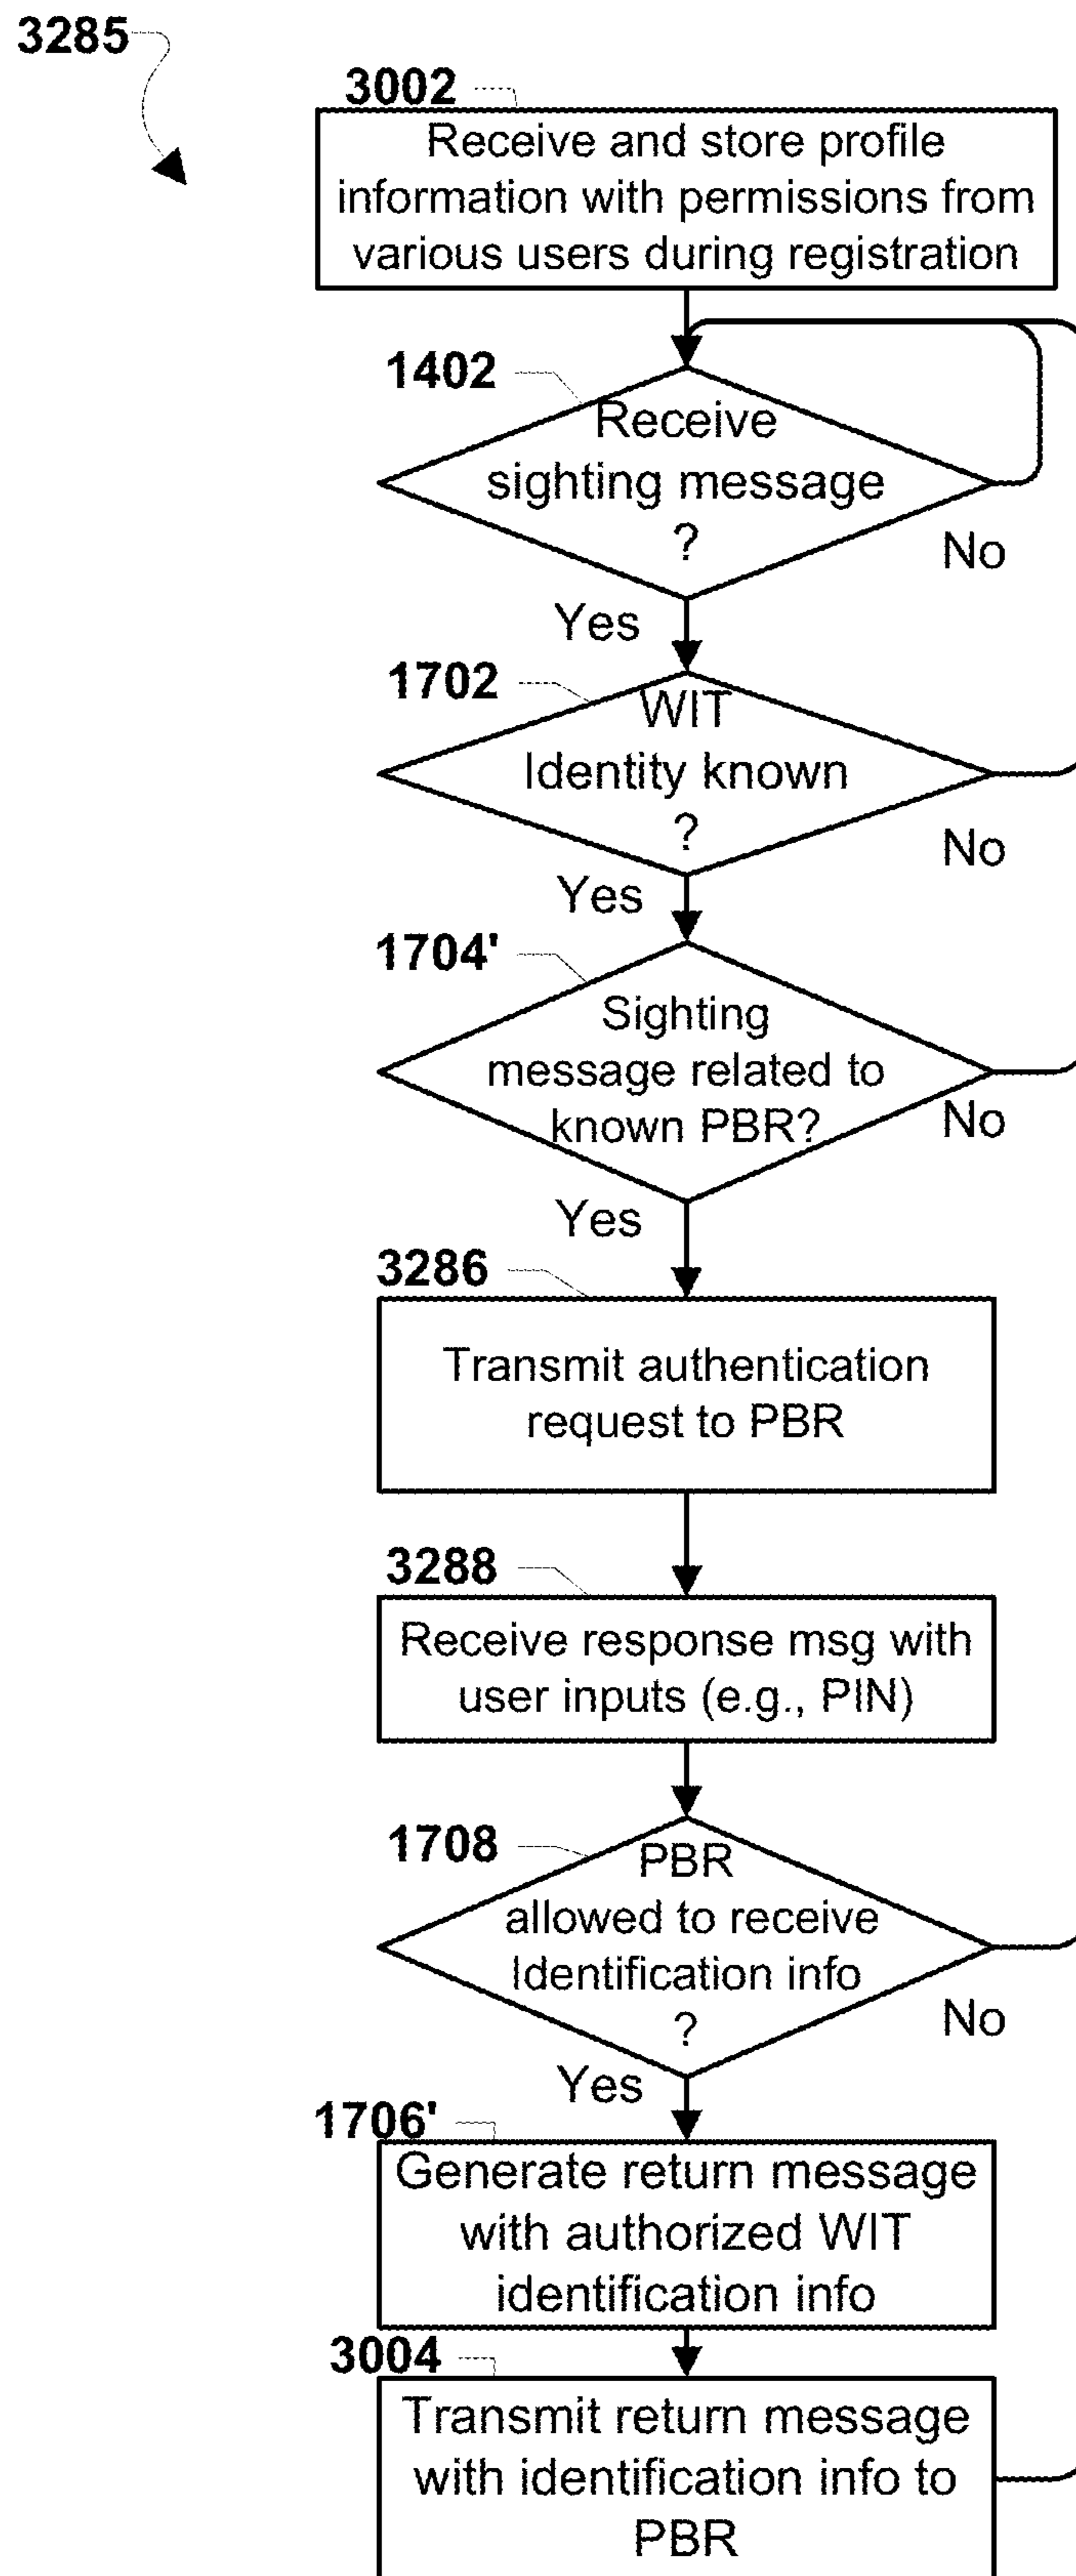 3285
3002
Receive and store profile
information with permissions from
various users during registration
1402
Receive
sighting message
?
No
Yes
1702
WIT
Identity known
?
No
Yes
1704'
Sighting
message related to
known PBR?
No
Yes
3286
Transmit authentication
request to PBR
3288
Receive response msg with
user inputs (e.g., PIN)
1708
PBR
allowed to receive
Identification info
?
No
Yes
1706'
Generate return message
with authorized WIT
identification info
3004
Transmit return message
with identification info to
PBR